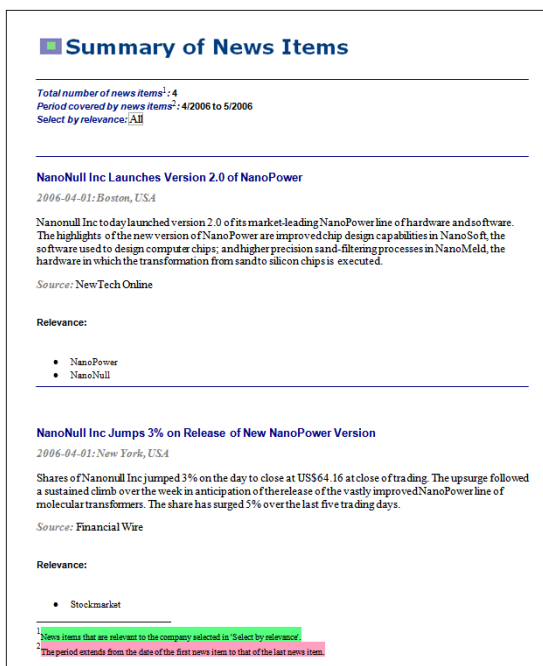 Summary of News Items
Total number of news items1: 4
Period covered by news items2: 4/2006 to 5/2006
Select by relevance: All
NanoNull Inc Launches Version 2.0 of NanoPower
2006-04-01: Boston, USA
Nanonull Inc today launched version 2.0 of its market-leading NanoPower line of hardware and software.
The highlights of the new version of NanoPower are improved chip design capabilities in NanoSoft, the
software used to design computer chips; and higher precision sand-filtering processes in NanoMeld, the
hardware in which the transformation from sand to silicon chips is executed.
Source: NewTech Online
Relevance:
● NanoPower
● NanoNull
NanoNull Inc Jumps 3% on Release of New NanoPower Version
2006-04-01: New York, USA
Shares of Nanonull Inc jumped 3% on the day to close at US$64.16 at close of trading. The upsurge followed
a sustained climb over the week in anticipation of the release of the vastly improved NanoPower line of
molecular transformers. The share has surged 5% over the last five trading days.
Source: Financial Wire
Relevance:
● Stockmarket
1News items that are relevant to the company selected in 'Select by relevance'.
2The period extends from the date of the first news item to that of the last news item.